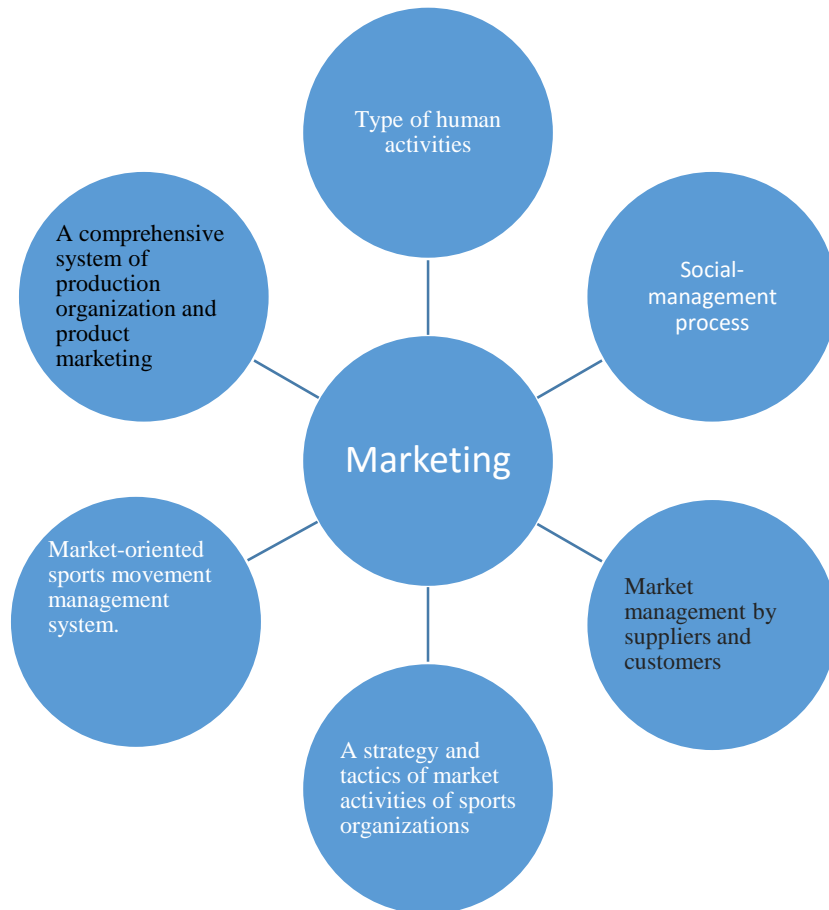 Type of human
activities
A comprehensive
system of
production
organization and
product
marketing
Social-
management
process
Marketing
Market-oriented
sports movement
management
system.
Market
management by
suppliers and
customers
A strategy and
tactics of market
activities of sports
organizations